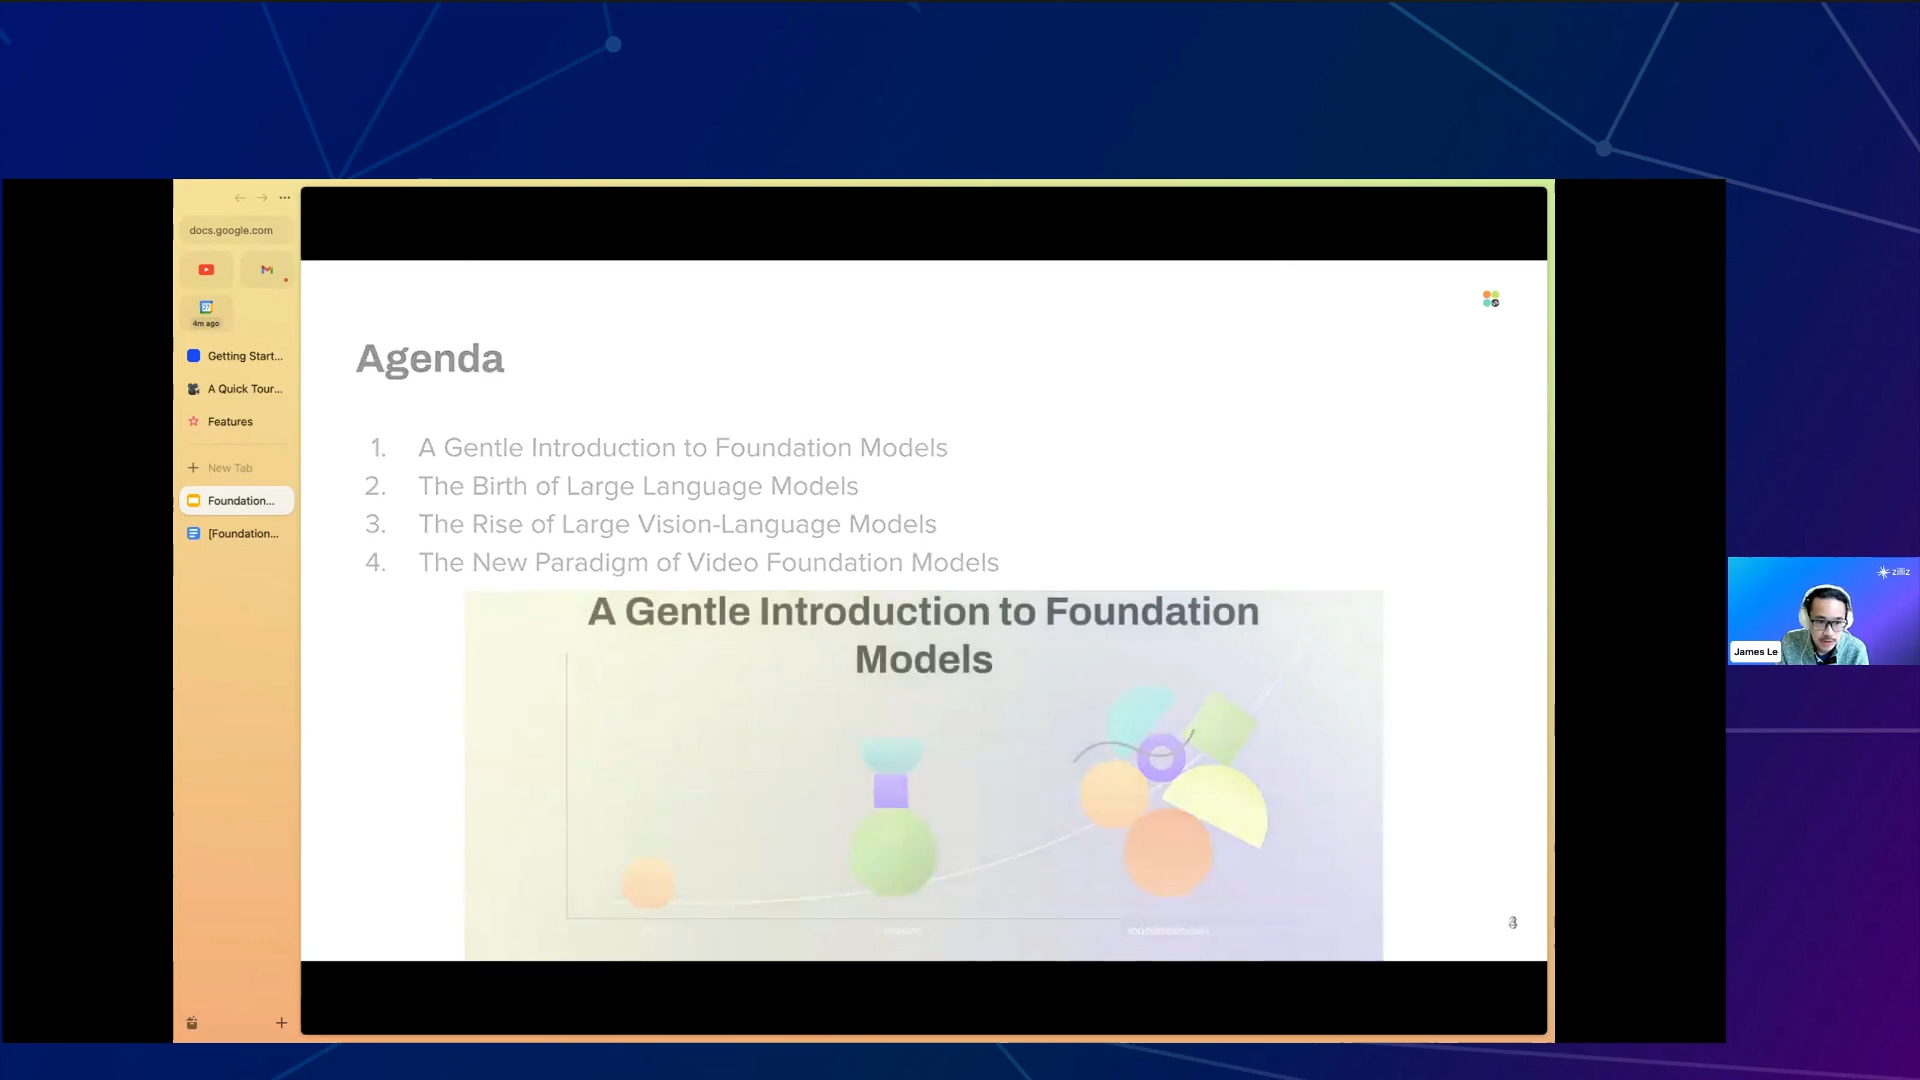 docs.google.com
4m ago
Getting Start...
A Quick Tour...
Features
New Tab
Foundation...
[Foundation...
Agenda
1. A Gentle Introduction to Foundation Models
2. The Birth of Large Language Models
3. The Rise of Large Vision-Language Models
4. The New Paradigm of Video Foundation Models
A Gentle Introduction to Foundation
Models
zilliz
James Le